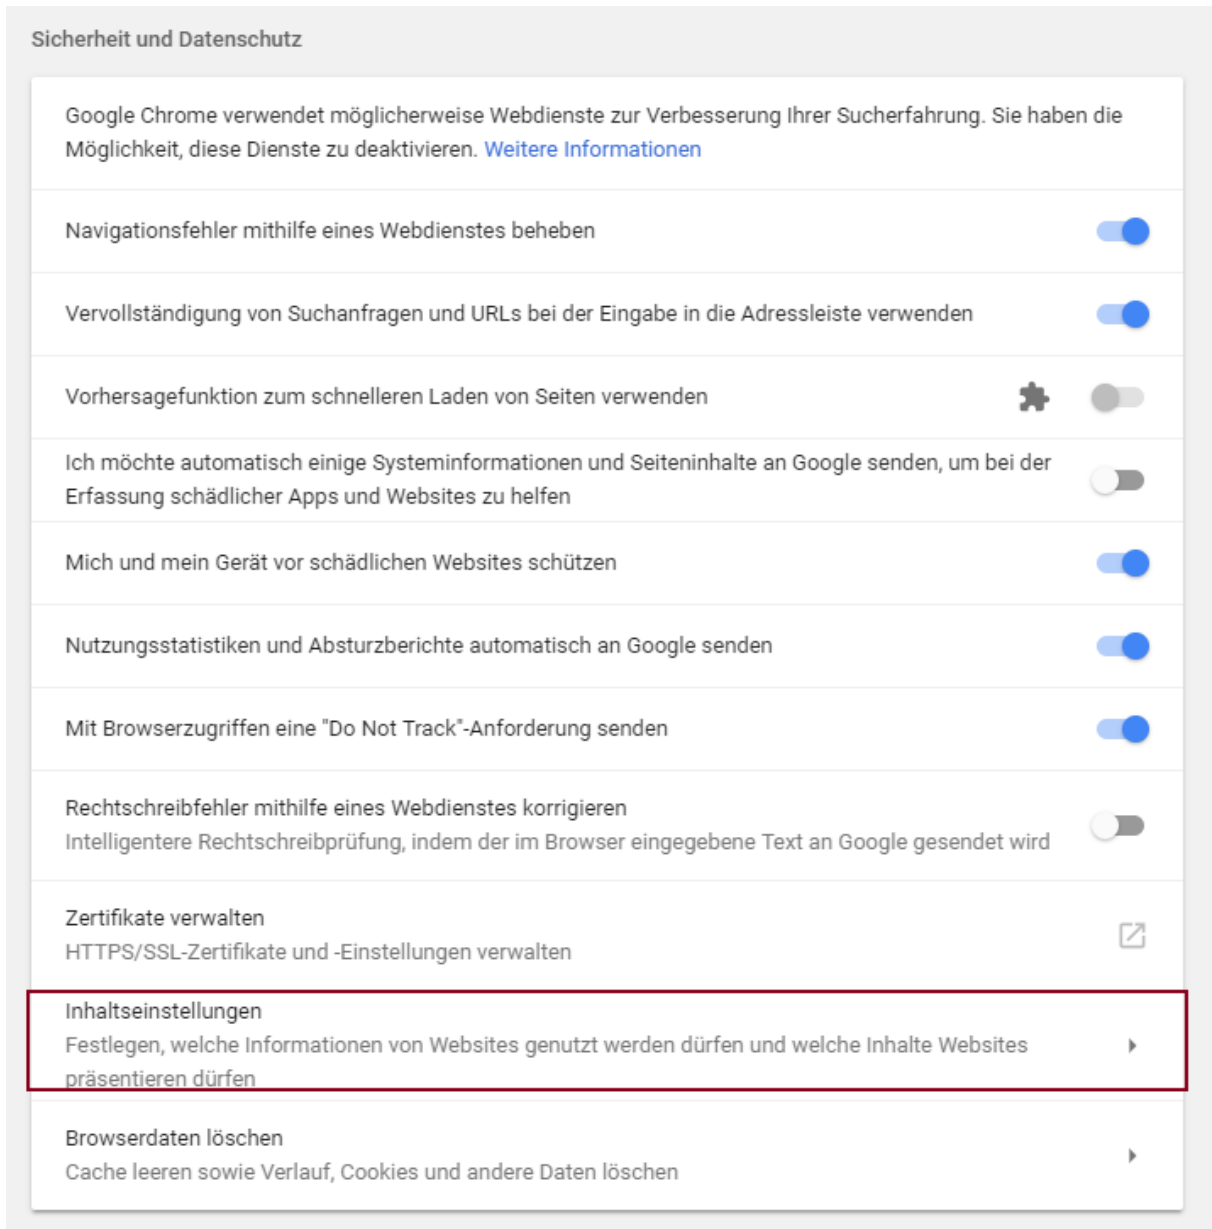 Sicherheit und Datenschutz
Google Chrome verwendet möglicherweise Webdienste zur Verbesserung Ihrer Sucherfahrung. Sie haben die
Möglichkeit, diese Dienste zu deaktivieren. Weitere Informationen
Navigationsfehler mithilfe eines Webdienstes beheben
Vervollständigung von Suchanfragen und URLs bei der Eingabe in die Adressleiste verwenden
Vorhersagefunktion zum schnelleren Laden von Seiten verwenden
Ich möchte automatisch einige Systeminformationen und Seiteninhalte an Google senden, um bei der
Erfassung schädlicher Apps und Websites zu helfen
Mich und mein Gerät vor schädlichen Websites schützen
Nutzungsstatistiken und Absturzberichte automatisch an Google senden
Mit Browserzugriffen eine "Do Not Track"-Anforderung senden
Rechtschreibfehler mithilfe eines Webdienstes korrigieren
Intelligentere Rechtschreibprüfung, indem der im Browser eingegebene Text an Google gesendet wird
Zertifikate verwalten
HTTPS/SSL-Zertifikate und -Einstellungen verwalten
Inhaltseinstellungen
Festlegen, welche Informationen von Websites genutzt werden dürfen und welche Inhalte Websites
präsentieren dürfen
Browserdaten löschen
Cache leeren sowie Verlauf, Cookies und andere Daten löschen